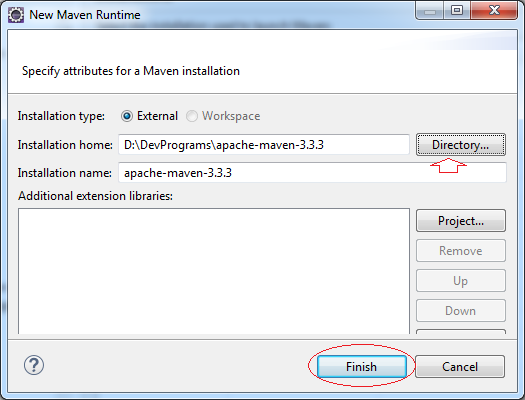 New Maven Runtime
Specify attributes for a Maven installation
Installation type: External Workspace
Installation home: D:\DevPrograms\apache-maven-3.3.3 Directory...
Installation name: apache-maven-3.3.3
Additional extension libraries:
Project...
Remove
Up
Down
? Finish Cancel